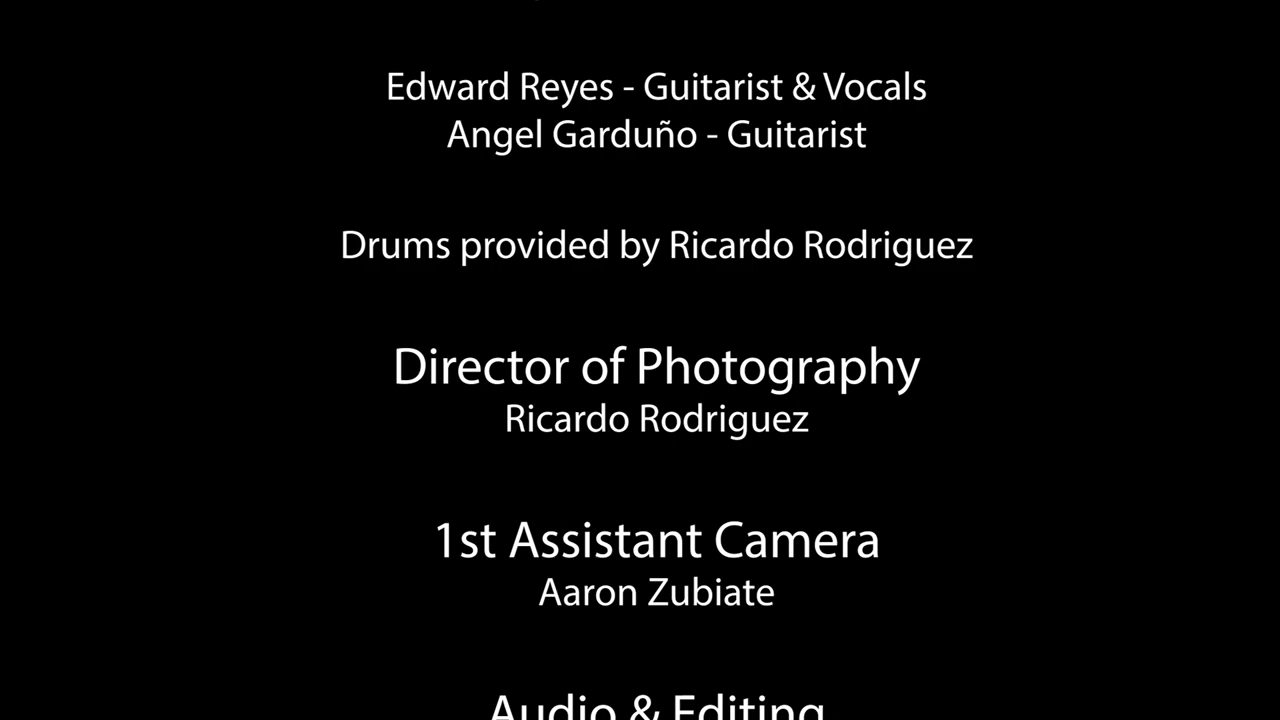 Edward Reyes - Guitarist & Vocals
Angel Garduño - Guitarist
Drums provided by Ricardo Rodriguez
Director of Photography
Ricardo Rodriguez
1st Assistant Camera
Aaron Zubiate
Audio & Editing